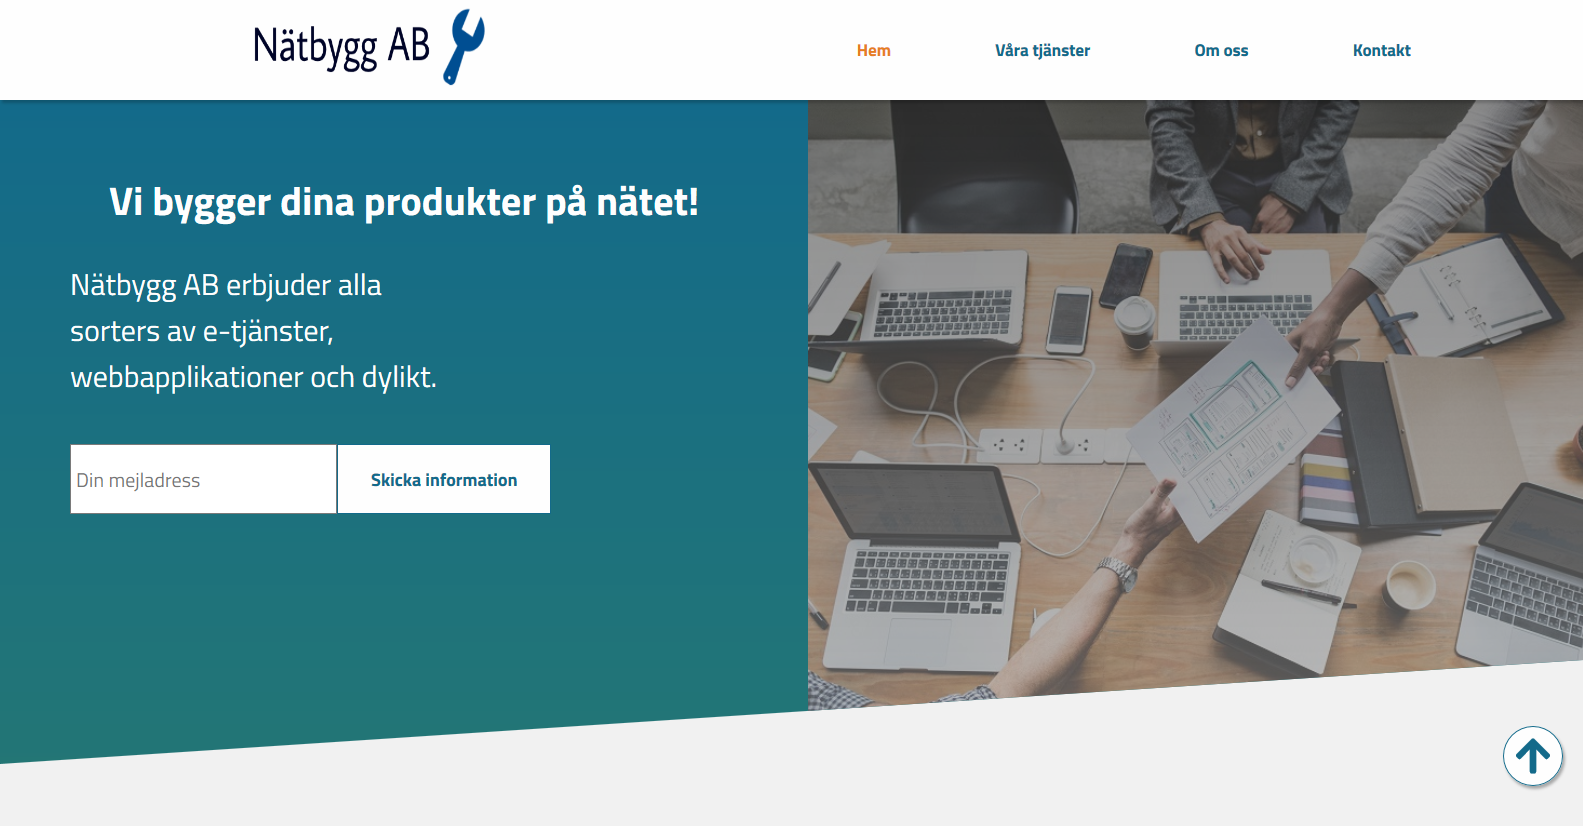 Nätbygg AB
Hem
Våra tjänster
Om oss
Kontakt
Vi bygger dina produkter på nätet!
Nätbygg AB erbjuder alla
sorters av e-tjänster,
webbapplikationer och dylikt.
Din mejladress
Skicka information